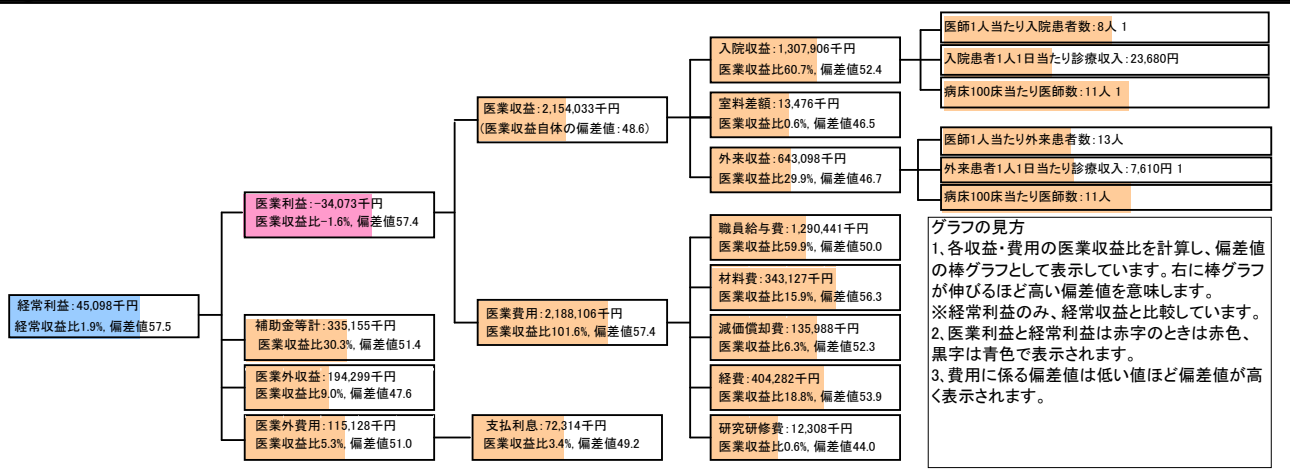 経常利益：45,098千円
経常収益比1.9%, 偏差値57.5
医業利益：-34,073千円
医業収益比-1.6%, 偏差値57.4
補助金等計：335,155千円
医業収益比30.3%, 偏差値51.4
医業外収益：194,299千円
医業収益比9.0%, 偏差値47.6
医業外費用：115,128千円
医業収益比5.3%, 偏差値51.0
支払利息：72,314千円
医業収益比3.4%, 偏差値49.2
医業収益：2,154,033千円
(医業収益自体の偏差値：48.6)
医業費用：2,188,106千円
医業収益比101.6%, 偏差値57.4
入院収益：1,307,906千円
医業収益比60.7%, 偏差値52.4
室料差額：13,476千円
医業収益比0.6%, 偏差値46.5
外来収益：643,098千円
医業収益比29.9%, 偏差値46.7
職員給与費：1,290,441千円
医業収益比59.9%, 偏差値50.0
材料費：343,127千円
医業収益比15.9%, 偏差値56.3
減価償却費：135,988千円
医業収益比6.3%, 偏差値52.3
経費：404,282千円
医業収益比18.8%, 偏差値53.9
研究研修費：12,308千円
医業収益比0.6%, 偏差値44.0
医師1人当たり入院患者数：8人 1
入院患者1人1日当たり診療収入：23,680円
病床100床当たり医師数：11人 1
医師1人当たり外来患者数：13人
外来患者1人1日当たり診療収入：7,610円 1
病床100床当たり医師数：11人
グラフの見方
1、各収益・費用の医業収益比を計算し、偏差値
の棒グラフとして表示しています。右に棒グラフ
が伸びるほど高い偏差値を意味します。
※経常利益のみ、経常収益と比較しています。
2、医業利益と経常利益は赤字のときは赤色、
黒字は青色で表示されます。
3、費用に係る偏差値は低い値ほど偏差値が高
く表示されます。